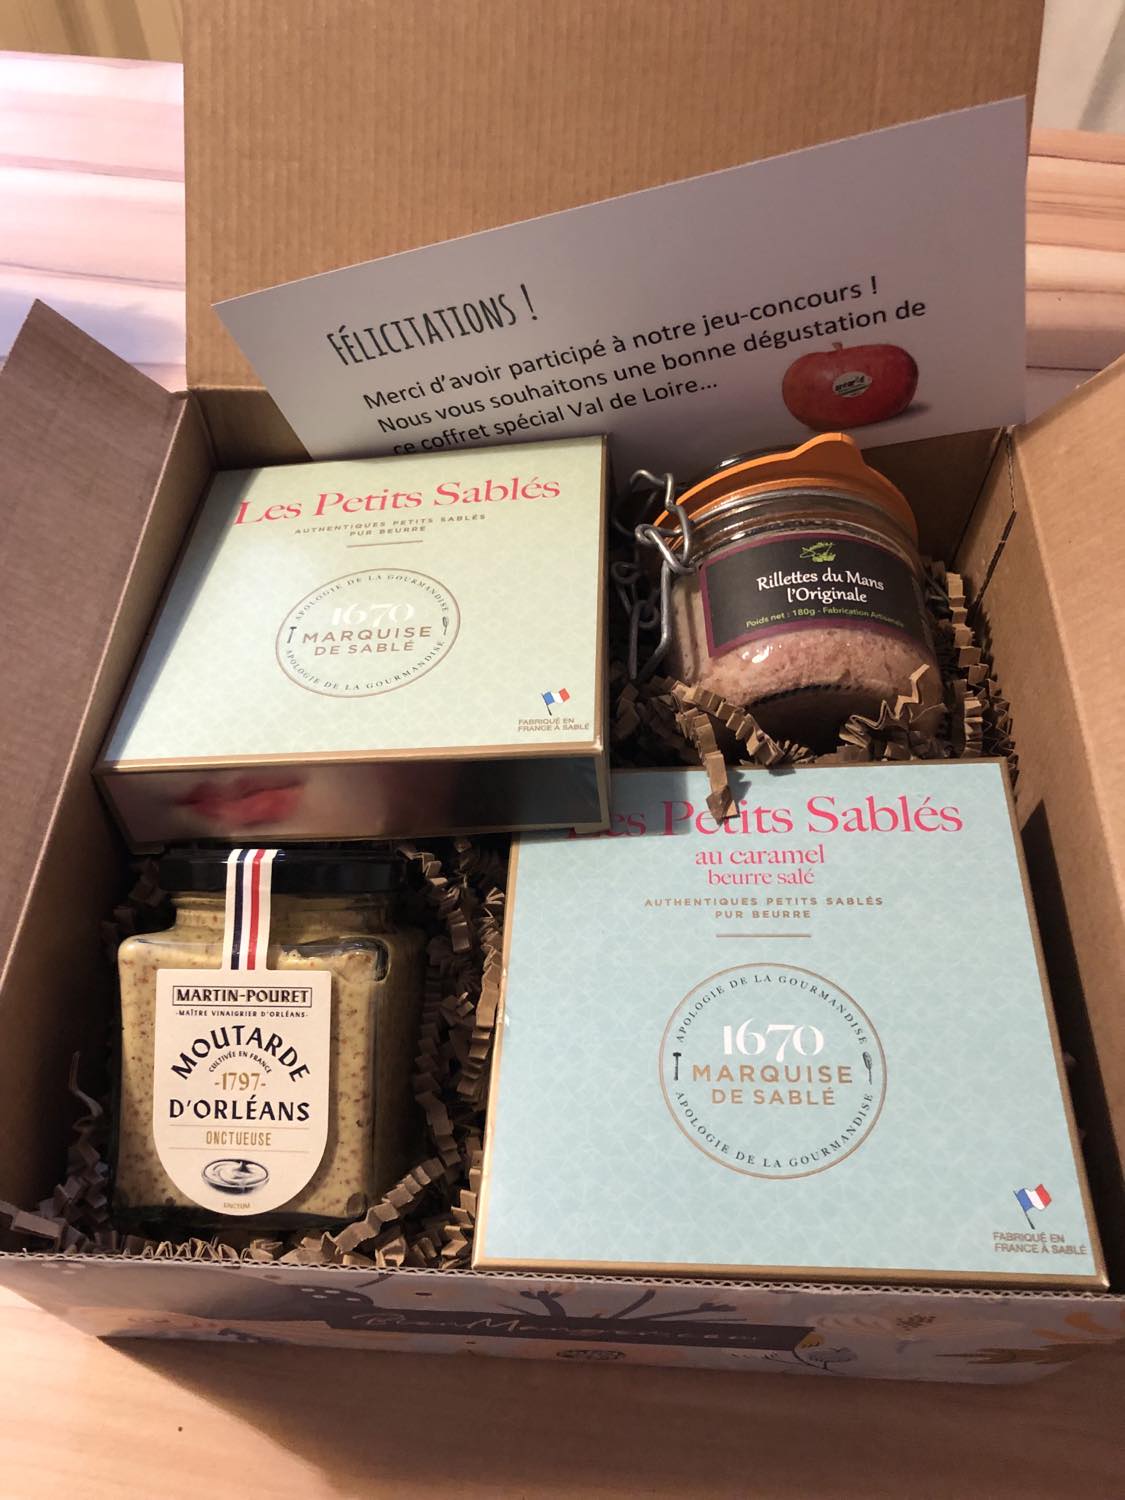 FÉLICITATIONS !
Merci d'avoir participé à notre jeu-concours !
Nous vous souhaitons une bonne dégustation de
ce coffret spécial Val de Loire...
Les Petits Sablés
AUTHENTIQUES PETITS SABLÉS
PUR BEURRE
APOLOGIE DE LA GOURMANDISE
1670
MARQUISE
DE SABLÉ
APOLOGIE DE LA GOURMANDISE
FABRIQUÉ EN
FRANCE À SABLÉ
Rillettes du Mans
l'Originale
Poids net : 180g - Fabrication Artisanale
Les Petits Sablés
au caramel
beurre salé
AUTHENTIQUES PETITS SABLÉS
PUR BEURRE
APOLOGIE DE LA GOURMANDISE
1670
MARQUISE
DE SABLÉ
APOLOGIE DE LA GOURMANDISE
FABRIQUÉ EN
FRANCE À SABLÉ
MARTIN-POURET
-MAÎTRE VINAIGRIER D'ORLÉANS-
MOUTARDE
CULTIVÉE EN FRANCE
-1797-
D'ORLÉANS
ONCTUEUSE
BienManger.com